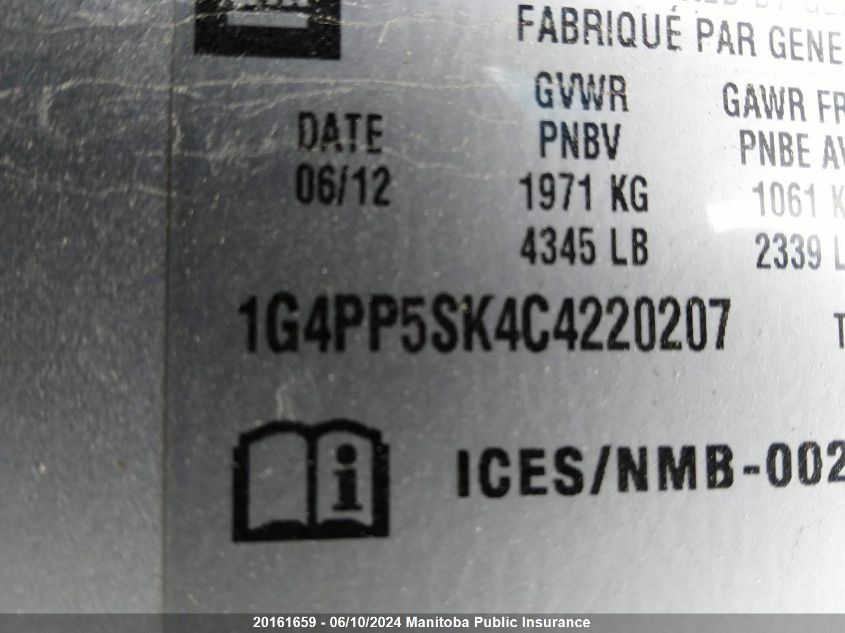 FABRIQUÉ PAR GENE
GVWR GAWR FR
DATE PNBV PNBE AV
06/12 1971 KG 1061 K
4345 LB 2339 L
1G4PP5SK4C4220207 T
i
ICES/NMB-002
20161659 - 06/10/2024 Manitoba Public Insurance